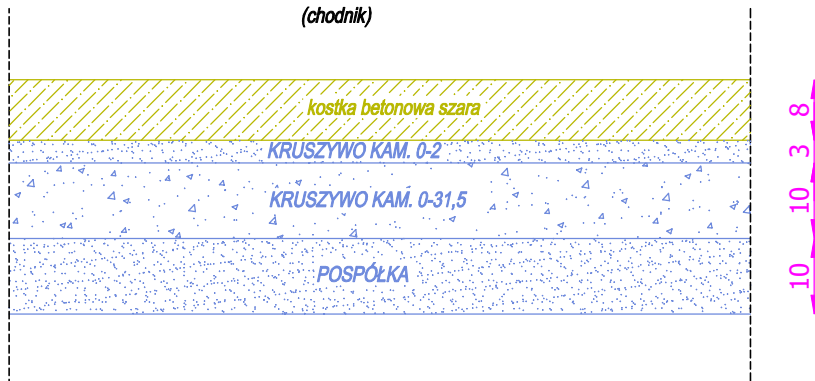 (chodnik)
kostka betonowa szara
8
KRUSZYWO KAM. 0-2
3
KRUSZYWO KAM. 0-31,5
10
POSPÓŁKA
10